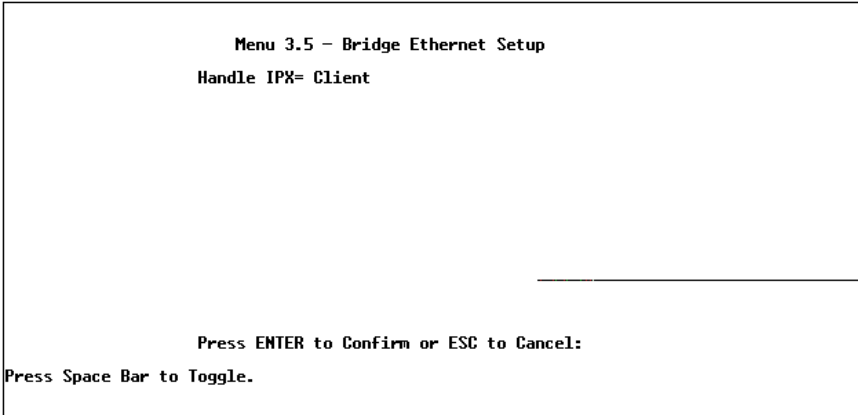 Menu 3.5 - Bridge Ethernet Setup
Handle IPX= Client
Press ENTER to Confirm or ESC to Cancel:
Press Space Bar to Toggle.